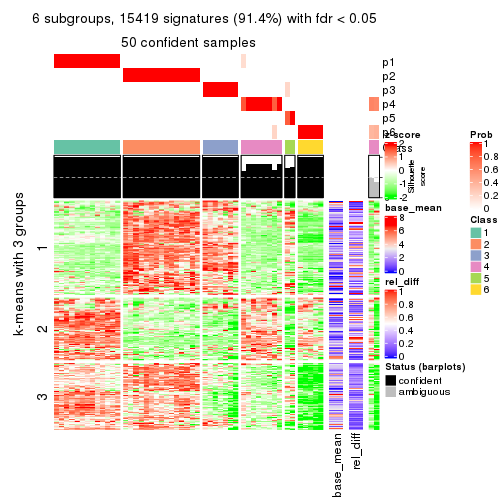 6 subgroups, 15419 signatures (91.4%) with fdr < 0.05
50 confident samples
p1
p2
p3
p4
p5
p6
z-score
2
-2
Class
Silhouette
score
Prob
1
0.8
0.6
0.4
0.2
0
k-means with 3 groups
1
2
3
base_mean
8
6
4
2
0
rel_diff
1
0.8
0.6
0.4
0.2
0
Class
1
2
3
4
5
6
Status (barplots)
confident
ambiguous
base_mean
rel_diff